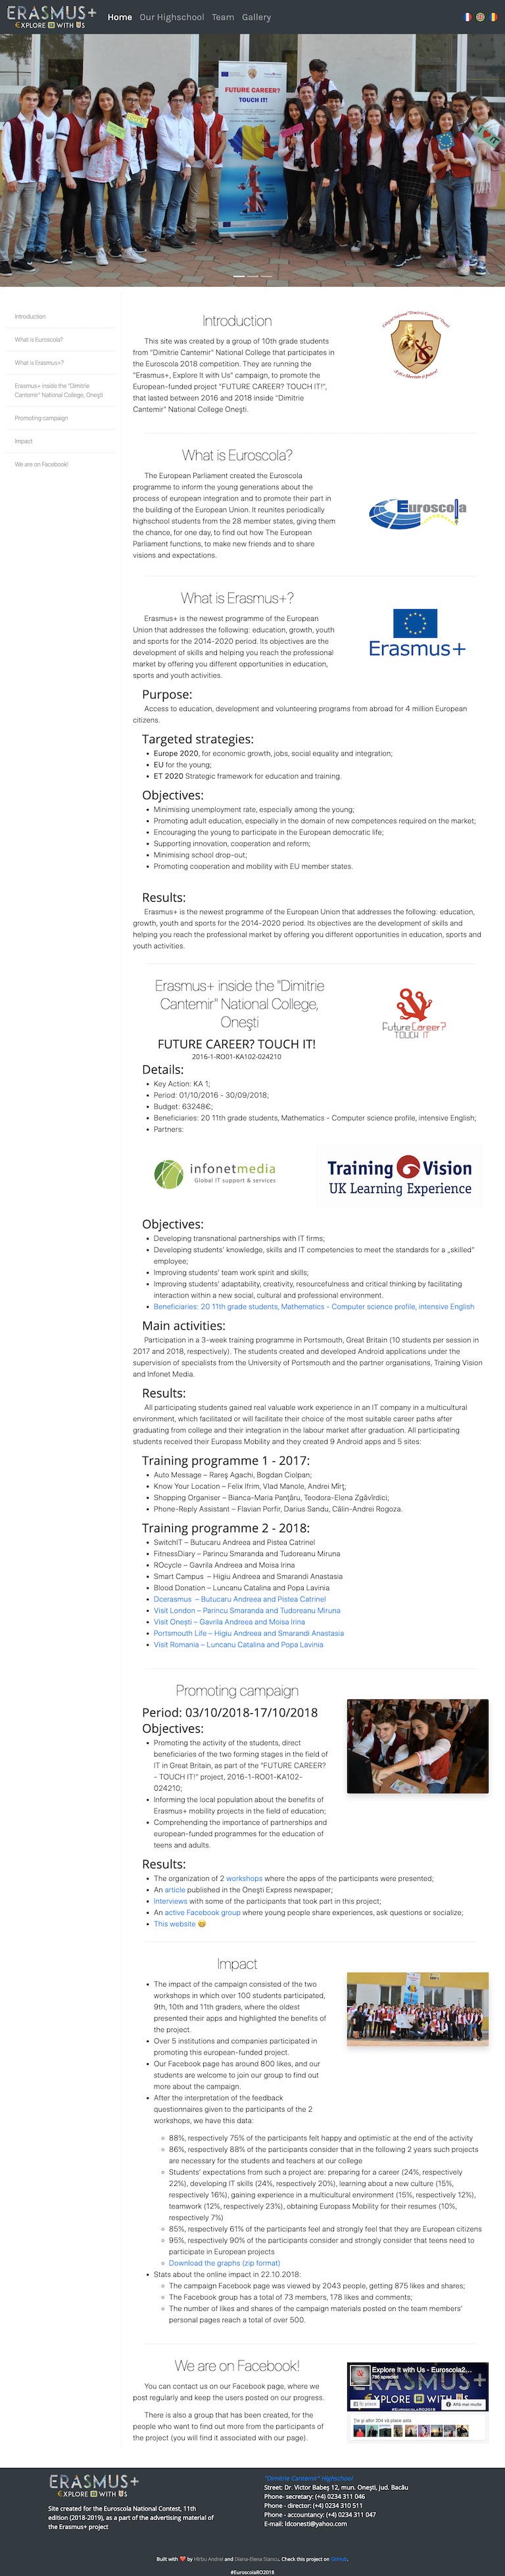 ERASMUS+
EXPLORE IT WITH US
Home Our Highschool Team Gallery
FUTURE CAREER?
TOUCH IT!
Introduction
What is Euroscola?
What is Erasmus+?
Erasmus+ inside the "Dimitrie
Cantemir" National College, Oneşti
Promoting campaign
Impact
We are on Facebook!
Introduction
This site was created by a group of 10th grade students
from "Dimitrie Cantemir" National College that participates in
the Euroscola 2018 competition. They are running the
"Erasmus+, Explore It with Us" campaign, to promote the
European-funded project "FUTURE CAREER? TOUCH IT!",
that lasted between 2016 and 2018 inside "Dimitrie
Cantemir" National College Oneşti.
What is Euroscola?
The European Parliament created the Euroscola
programme to inform the young generations about the
process of european integration and to promote their part in
the building of the European Union. It reunites periodically
highschool students from the 28 member states, giving them
the chance, for one day, to find out how The European
Parliament functions, to make new friends and to share
visions and expectations.
Euroscola
What is Erasmus+?
Erasmus+ is the newest programme of the European
Union that addresses the following: education, growth, youth
and sports for the 2014-2020 period. Its objectives are the
development of skills and helping you reach the professional
market by offering you different opportunities in education,
sports and youth activities.
Erasmus+
Purpose:
Access to education, development and volunteering programs from abroad for 4 million European
citizens.
Targeted strategies:
Europe 2020, for economic growth, jobs, social equality and integration;
EU for the young;
ET 2020 Strategic framework for education and training.
Objectives:
Minimising unemployment rate, especially among the young;
Promoting adult education, especially in the domain of new competences required on the market;
Encouraging the young to participate in the European democratic life;
Supporting innovation, cooperation and reform;
Minimising school drop-out;
Promoting cooperation and mobility with EU member states.
Results:
Erasmus+ is the newest programme of the European Union that addresses the following: education,
growth, youth and sports for the 2014-2020 period. Its objectives are the development of skills and
helping you reach the professional market by offering you different opportunities in education, sports and
youth activities.
Erasmus+ inside the "Dimitrie
Cantemir" National College,
Oneşti
Future Career?
TOUCH IT
FUTURE CAREER? TOUCH IT!
2016-1-RO01-KA102-024210
Details:
Key Action: KA 1;
Period: 01/10/2016 - 30/09/2018;
Budget: 63248€;
Beneficiaries: 20 11th grade students, Mathematics - Computer science profile, intensive English;
Partners:
infonetmedia
Global IT support & services
Training Vision
UK Learning Experience
Objectives:
Developing transnational partnerships with IT firms;
Developing students' knowledge, skills and IT competencies to meet the standards for a „skilled"
employee;
Improving students' team work spirit and skills;
Improving students' adaptability, creativity, resourcefulness and critical thinking by facilitating
interaction within a new social, cultural and professional environment.
Beneficiaries: 20 11th grade students, Mathematics - Computer science profile, intensive English
Main activities:
Participation in a 3-week training programme in Portsmouth, Great Britain (10 students per session in
2017 and 2018, respectively). The students created and developed Android applications under the
supervision of specialists from the University of Portsmouth and the partner organisations, Training Vision
and Infonet Media.
Results:
All participating students gained real valuable work experience in an IT company in a multicultural
environment, which facilitated or will facilitate their choice of the most suitable career paths after
graduating from college and their integration in the labour market after graduation. All participating
students received their Europass Mobility and they created 9 Android apps and 5 sites:
Training programme 1 - 2017:
Auto Message – Rareş Agachi, Bogdan Ciolpan;
Know Your Location – Felix Ifrim, Vlad Manole, Andrei Mîrţ;
Shopping Organiser – Bianca-Maria Panţâru, Teodora-Elena Zgăvîrdici;
Phone-Reply Assistant – Flavian Porfir, Darius Sandu, Călin-Andrei Rogoza.
Training programme 2 - 2018:
SwitchIT – Butucaru Andreea and Pistea Catrinel
FitnessDiary – Parincu Smaranda and Tudoreanu Miruna
ROcycle – Gavrila Andreea and Moisa Irina
Smart Campus – Higiu Andreea and Smarandi Anastasia
Blood Donation – Luncanu Catalina and Popa Lavinia
Dcerasmus – Butucaru Andreea and Pistea Catrinel
Visit London – Parincu Smaranda and Tudoreanu Miruna
Visit Oneşti – Gavrila Andreea and Moisa Irina
Portsmouth Life – Higiu Andreea and Smarandi Anastasia
Visit Romania – Luncanu Catalina and Popa Lavinia
Promoting campaign
Period: 03/10/2018-17/10/2018
Objectives:
Promoting the activity of the students, direct
beneficiaries of the two forming stages in the field of
IT in Great Britain, as part of the "FUTURE CAREER?
- TOUCH IT!" project, 2016-1-RO01-KA102-
024210;
Informing the local population about the benefits of
Erasmus+ mobility projects in the field of education;
Comprehending the importance of partnerships and
european-funded programmes for the education of
teens and adults.
Results:
The organization of 2 workshops where the apps of the participants were presented;
An article published in the Oneşti Express newspaper;
Interviews with some of the participants that took part in this project;
An active Facebook group where young people share experiences, ask questions or socialize;
This website 😄
Impact
The impact of the campaign consisted of the two
workshops in which over 100 students participated,
9th, 10th and 11th graders, where the oldest
presented their apps and highlighted the benefits of
the project.
Over 5 institutions and companies participated in
promoting this european-funded project.
Our Facebook page has around 800 likes, and our
students are welcome to join our group to find out
more about the campaign.
After the interpretation of the feedback
questionnaires given to the participants of the 2
workshops, we have this data:
88%, respectively 75% of the participants felt happy and optimistic at the end of the activity
86%, respectively 88% of the participants consider that in the following 2 years such projects
are necessary for the students and teachers at our college
Students' expectations from such a project are: preparing for a career (24%, respectively
22%), developing IT skills (24%, respectively 20%), learning about a new culture (15%,
respectively 16%), gaining experience in a multicultural environment (15%, respectively 12%),
teamwork (12%, respectively 23%), obtaining Europass Mobility for their resumes (10%,
respectively 7%)
85%, respectively 61% of the participants feel and strongly feel that they are European citizens
95%, respectively 90% of the participants consider and strongly consider that teens need to
participate in European projects
Download the graphs (zip format)
Stats about the online impact in 22.10.2018:
The campaign Facebook page was viewed by 2043 people, getting 875 likes and shares;
The Facebook group has a total of 73 members, 178 likes and comments;
The number of likes and shares of the campaign materials posted on the team members'
personal pages reach a total of over 500.
We are on Facebook!
You can contact us on our Facebook page, where we
post regularly and keep the users posted on our progress.
There is also a group that has been created, for the
people who want to find out more from the participants of
the project (you will find it associated with our page).
Explore It with Us - Euroscola2...
786 aprecieri
Îţi place
Află mai multe
Ţie şi altor 204 vă place asta
ERASMUS+
EXPLORE IT WITH US
Site created for the Euroscola National Contest, 11th
edition (2018-2019), as a part of the advertising material of
the Erasmus+ project
"Dimitrie Cantemir" Highschool
Street: Dr. Victor Babeş 12, mun. Oneşti, jud. Bacău
Phone- secretary: (+4) 0234 311 046
Phone - director: (+4) 0234 310 511
Phone - accountancy: (+4) 0234 311 047
E-mail: ldconesti@yahoo.com
Built with ❤ by Hîrbu Andrei and Diana-Elena Stancu. Check this project on GitHub.
#EuroscolaRO2018